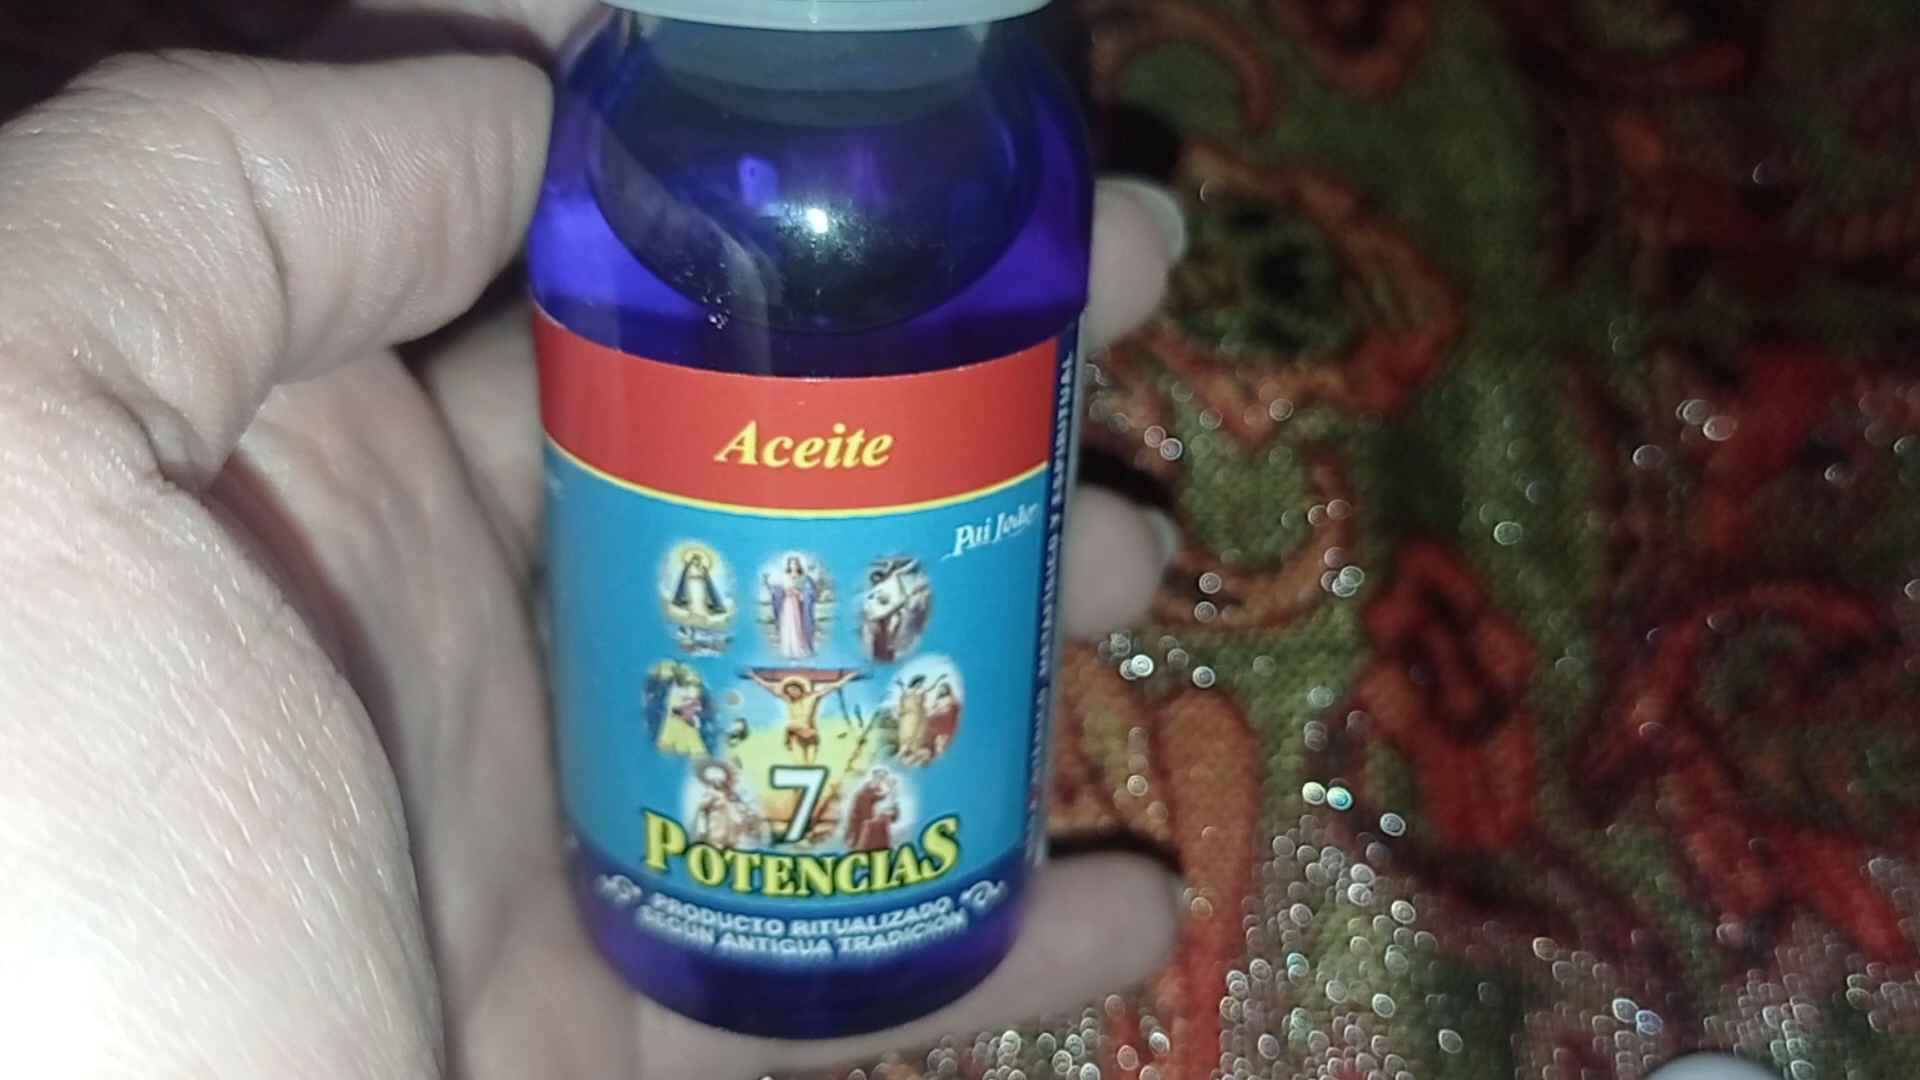 Aceite
7
POTENCIAS
PRODUCTO RITUALIZADO
SEGÚN ANTIGUA TRADICIÓN